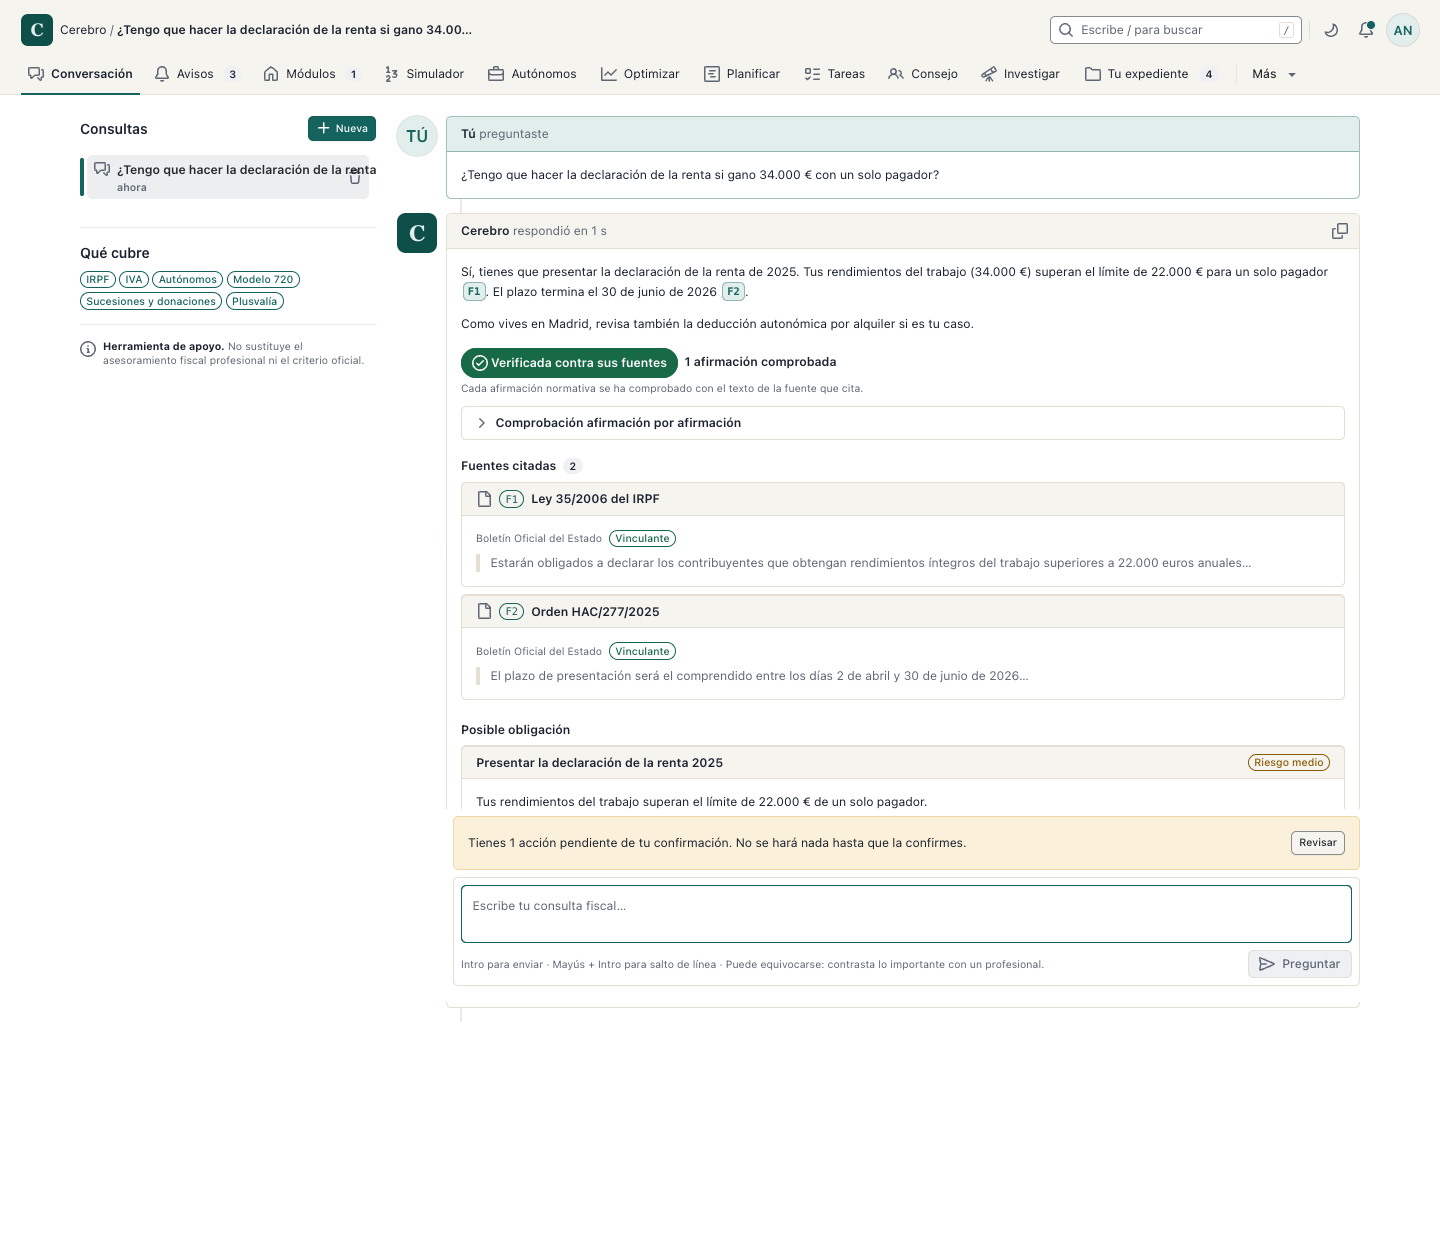 C Cerebro / ¿Tengo que hacer la declaración de la renta si gano 34.00...
Escribe / para buscar /
AN
Conversación Avisos 3 Módulos 1 Simulador Autónomos Optimizar Planificar Tareas Consejo Investigar Tu expediente 4 Más
Consultas
Nueva
¿Tengo que hacer la declaración de la renta
ahora
Qué cubre
IRPF IVA Autónomos Modelo 720
Sucesiones y donaciones Plusvalía
Herramienta de apoyo. No sustituye el
asesoramiento fiscal profesional ni el criterio oficial.
TÚ
Tú preguntaste
¿Tengo que hacer la declaración de la renta si gano 34.000 € con un solo pagador?
C
Cerebro respondió en 1 s
Sí, tienes que presentar la declaración de la renta de 2025. Tus rendimientos del trabajo (34.000 €) superan el límite de 22.000 € para un solo pagador
F1. El plazo termina el 30 de junio de 2026 F2.
Como vives en Madrid, revisa también la deducción autonómica por alquiler si es tu caso.
Verificada contra sus fuentes 1 afirmación comprobada
Cada afirmación normativa se ha comprobado con el texto de la fuente que cita.
Comprobación afirmación por afirmación
Fuentes citadas 2
F1 Ley 35/2006 del IRPF
Boletín Oficial del Estado Vinculante
Estarán obligados a declarar los contribuyentes que obtengan rendimientos íntegros del trabajo superiores a 22.000 euros anuales...
F2 Orden HAC/277/2025
Boletín Oficial del Estado Vinculante
El plazo de presentación será el comprendido entre los días 2 de abril y 30 de junio de 2026...
Posible obligación
Presentar la declaración de la renta 2025 Riesgo medio
Tus rendimientos del trabajo superan el límite de 22.000 € de un solo pagador.
Tienes 1 acción pendiente de tu confirmación. No se hará nada hasta que la confirmes. Revisar
Escribe tu consulta fiscal...
Intro para enviar · Mayús + Intro para salto de línea · Puede equivocarse: contrasta lo importante con un profesional. Preguntar